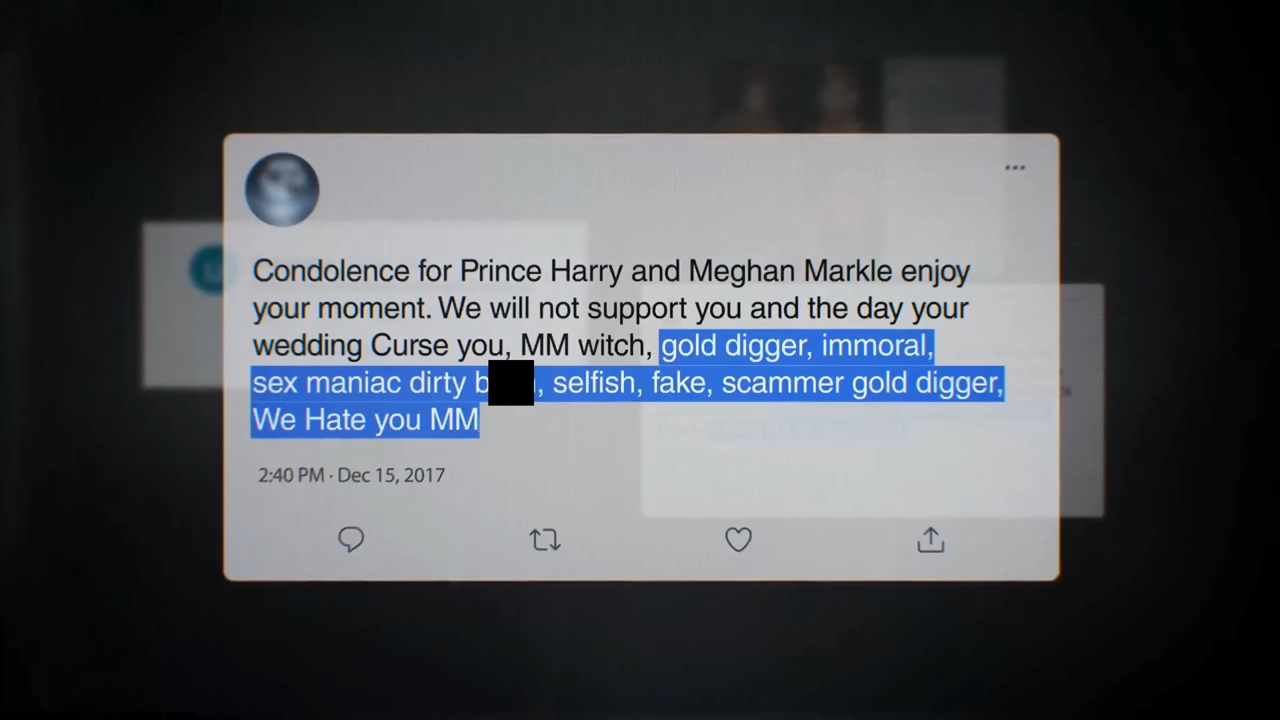 Condolence for Prince Harry and Meghan Markle enjoy
your moment. We will not support you and the day your
wedding Curse you, MM witch, gold digger, immoral,
sex maniac dirty b , selfish, fake, scammer gold digger,
We Hate you MM
2:40 PM · Dec 15, 2017